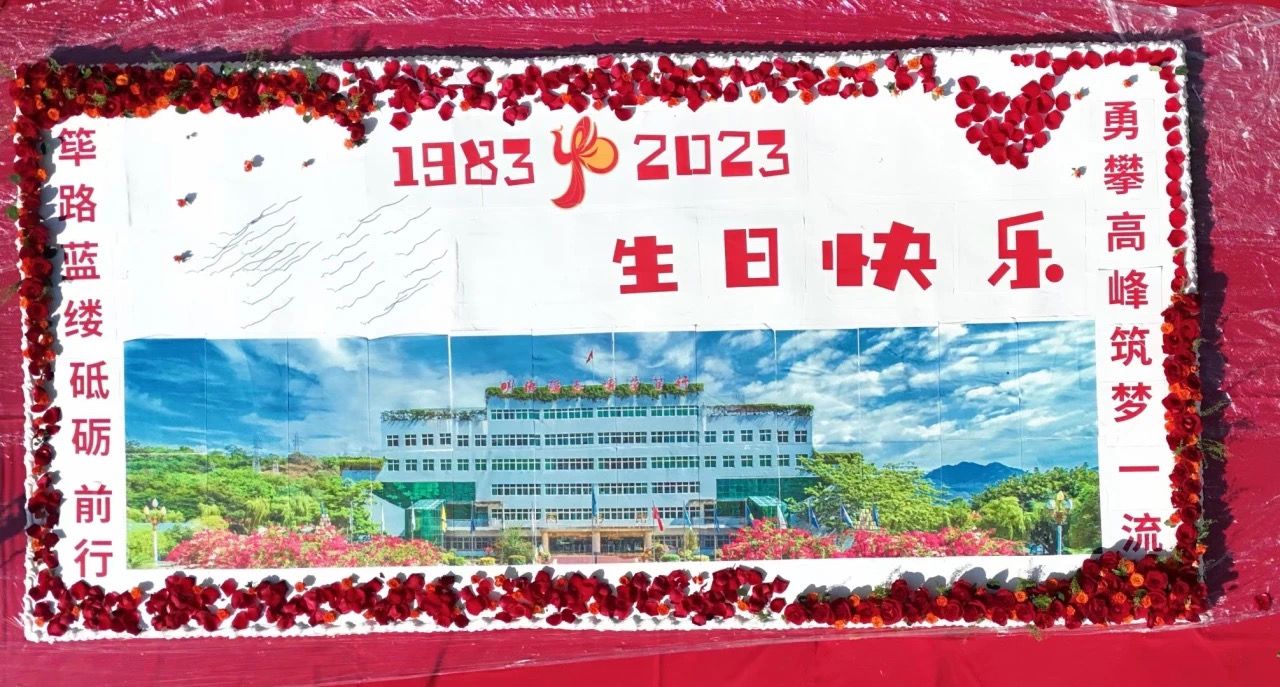 1983 2023
生日快乐
筚路蓝缕砥砺前行
勇攀高峰筑梦一流